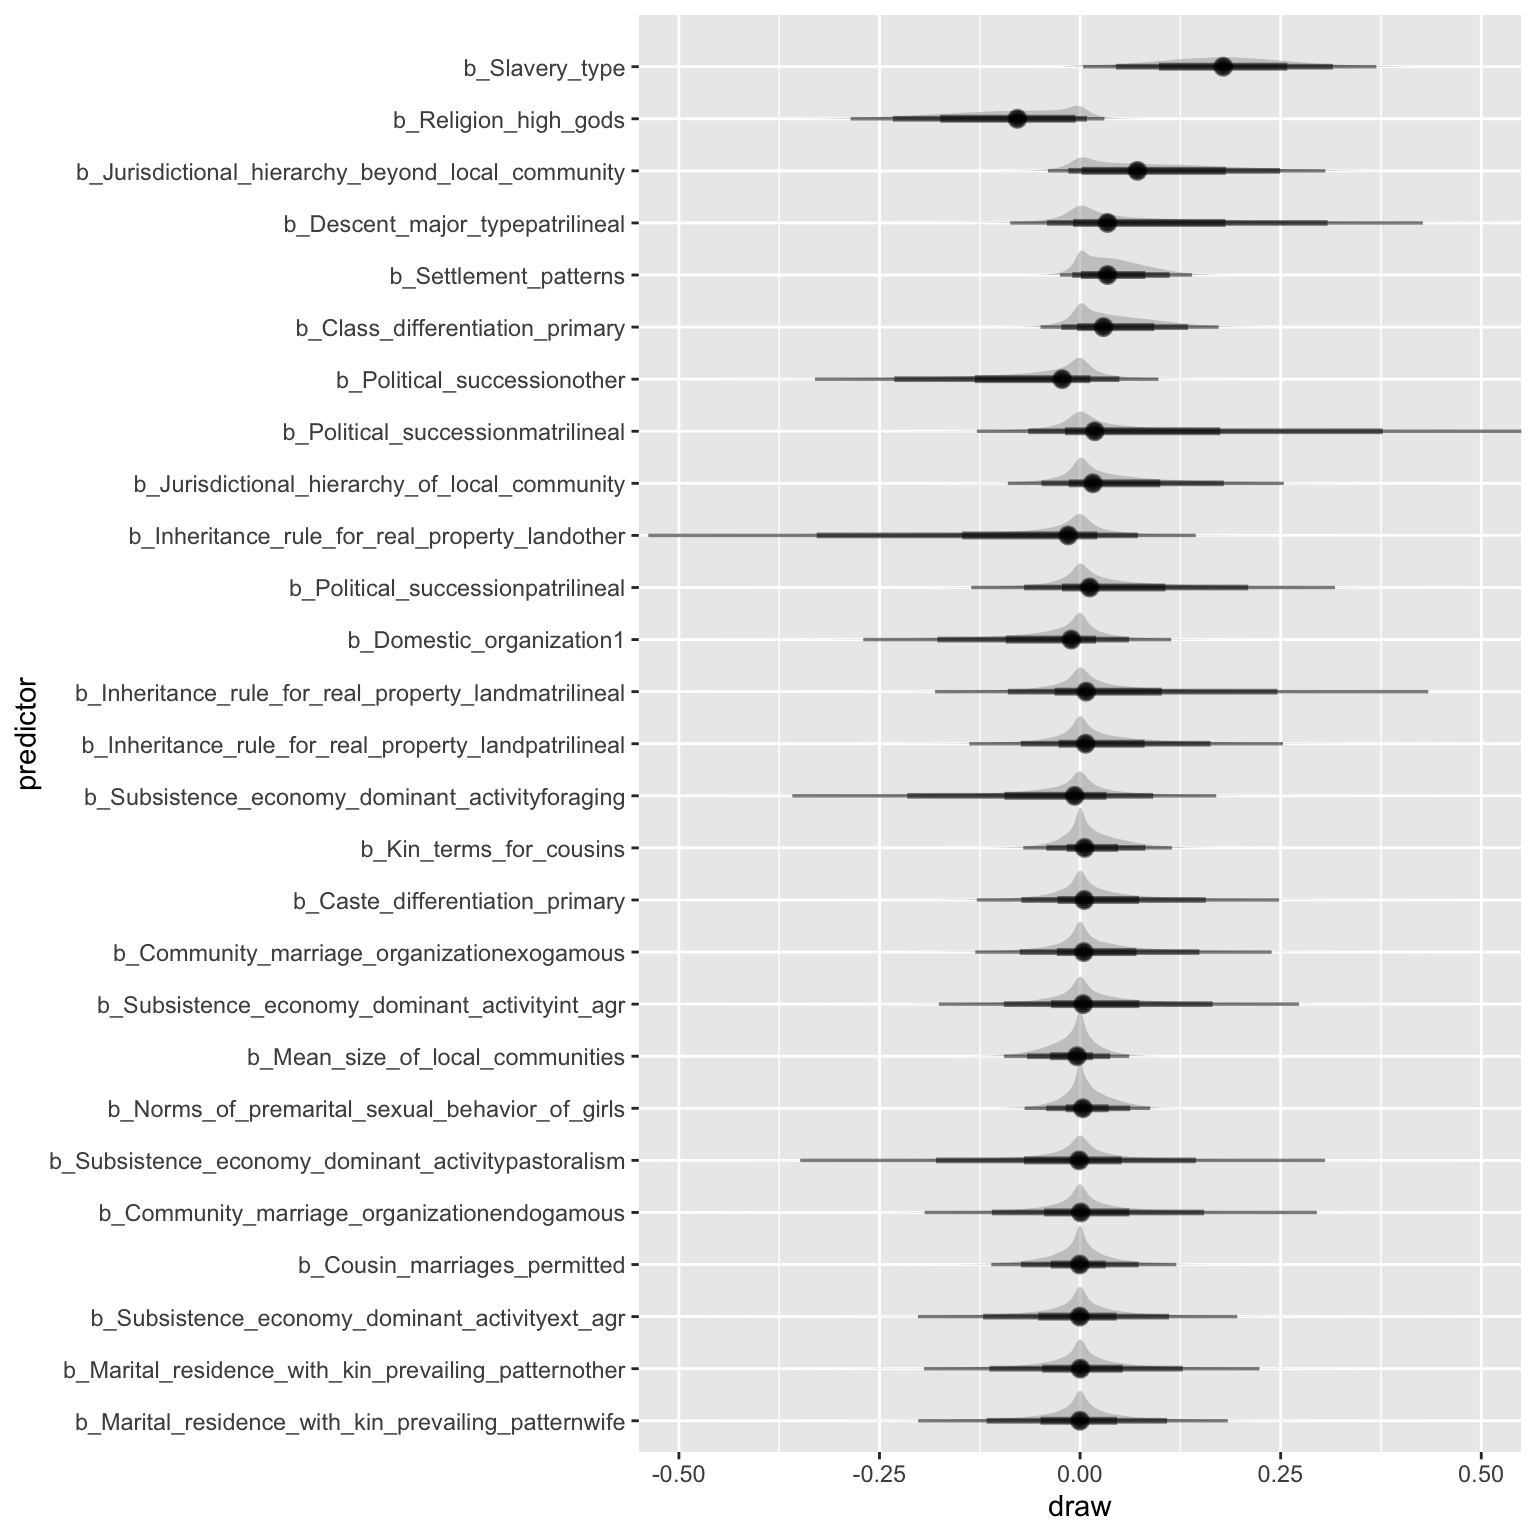 b_Slavery_type
b_Religion_high_gods
b_Jurisdictional_hierarchy_beyond_local_community
b_Descent_major_typepatrilineal
b_Settlement_patterns
b_Class_differentiation_primary
b_Political_successionother
b_Political_successionmatrilineal
b_Jurisdictional_hierarchy_of_local_community
b_Inheritance_rule_for_real_property_landother
b_Political_successionpatrilineal
b_Domestic_organization1
b_Inheritance_rule_for_real_property_landmatrilineal
b_Inheritance_rule_for_real_property_landpatrilineal
b_Subsistence_economy_dominant_activityforaging
b_Kin_terms_for_cousins
b_Caste_differentiation_primary
b_Community_marriage_organizationexogamous
b_Subsistence_economy_dominant_activityint_agr
b_Mean_size_of_local_communities
b_Norms_of_premarital_sexual_behavior_of_girls
b_Subsistence_economy_dominant_activitypastoralism
b_Community_marriage_organizationendogamous
b_Cousin_marriages_permitted
b_Subsistence_economy_dominant_activityext_agr
b_Marital_residence_with_kin_prevailing_patternother
b_Marital_residence_with_kin_prevailing_patternwife
predictor
-0.50 -0.25 0.00 0.25 0.50
draw